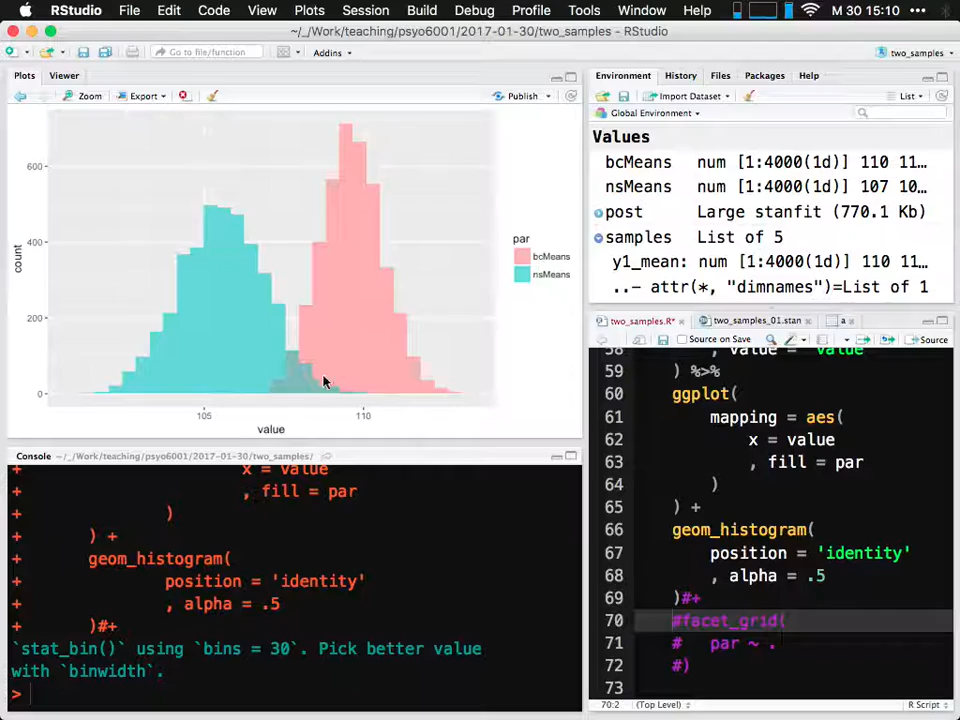 RStudio File Edit Code View Plots Session Build Debug Profile Tools Window Help M 30 15:10
~/_/Work/teaching/psyo6001/2017-01-30/two_samples - RStudio
Go to file/function Addins two_samples
Plots Viewer
Zoom Export Publish
600
400
200
0
count
105 110
value
par
bcMeans
nsMeans
Environment History Files Packages Help
Import Dataset List
Global Environment
Values
bcMeans num [1:4000(1d)] 110 11…
nsMeans num [1:4000(1d)] 107 10…
post Large stanfit (770.1 Kb)
samples List of 5
y1_mean: num [1:4000(1d)] 110 11…
..- attr(*, "dimnames")=List of 1
Console ~/_/Work/teaching/psyo6001/2017-01-30/two_samples/
+ x = value
+ , fill = par
+ )
+ ) +
+ geom_histogram(
+ position = 'identity'
+ , alpha = .5
+ )#+
`stat_bin()` using `bins = 30`. Pick better value
with `binwidth`.
>
two_samples.R* two_samples_01.stan a
Source on Save Source
58 , value = 'value'
59 ) %>%
60 ggplot(
61 mapping = aes(
62 x = value
63 , fill = par
64 )
65 ) +
66 geom_histogram(
67 position = 'identity'
68 , alpha = .5
69 )#+
70 #facet_grid(
71 # par ~ .
72 #)
73
70:2 (Top Level) R Script